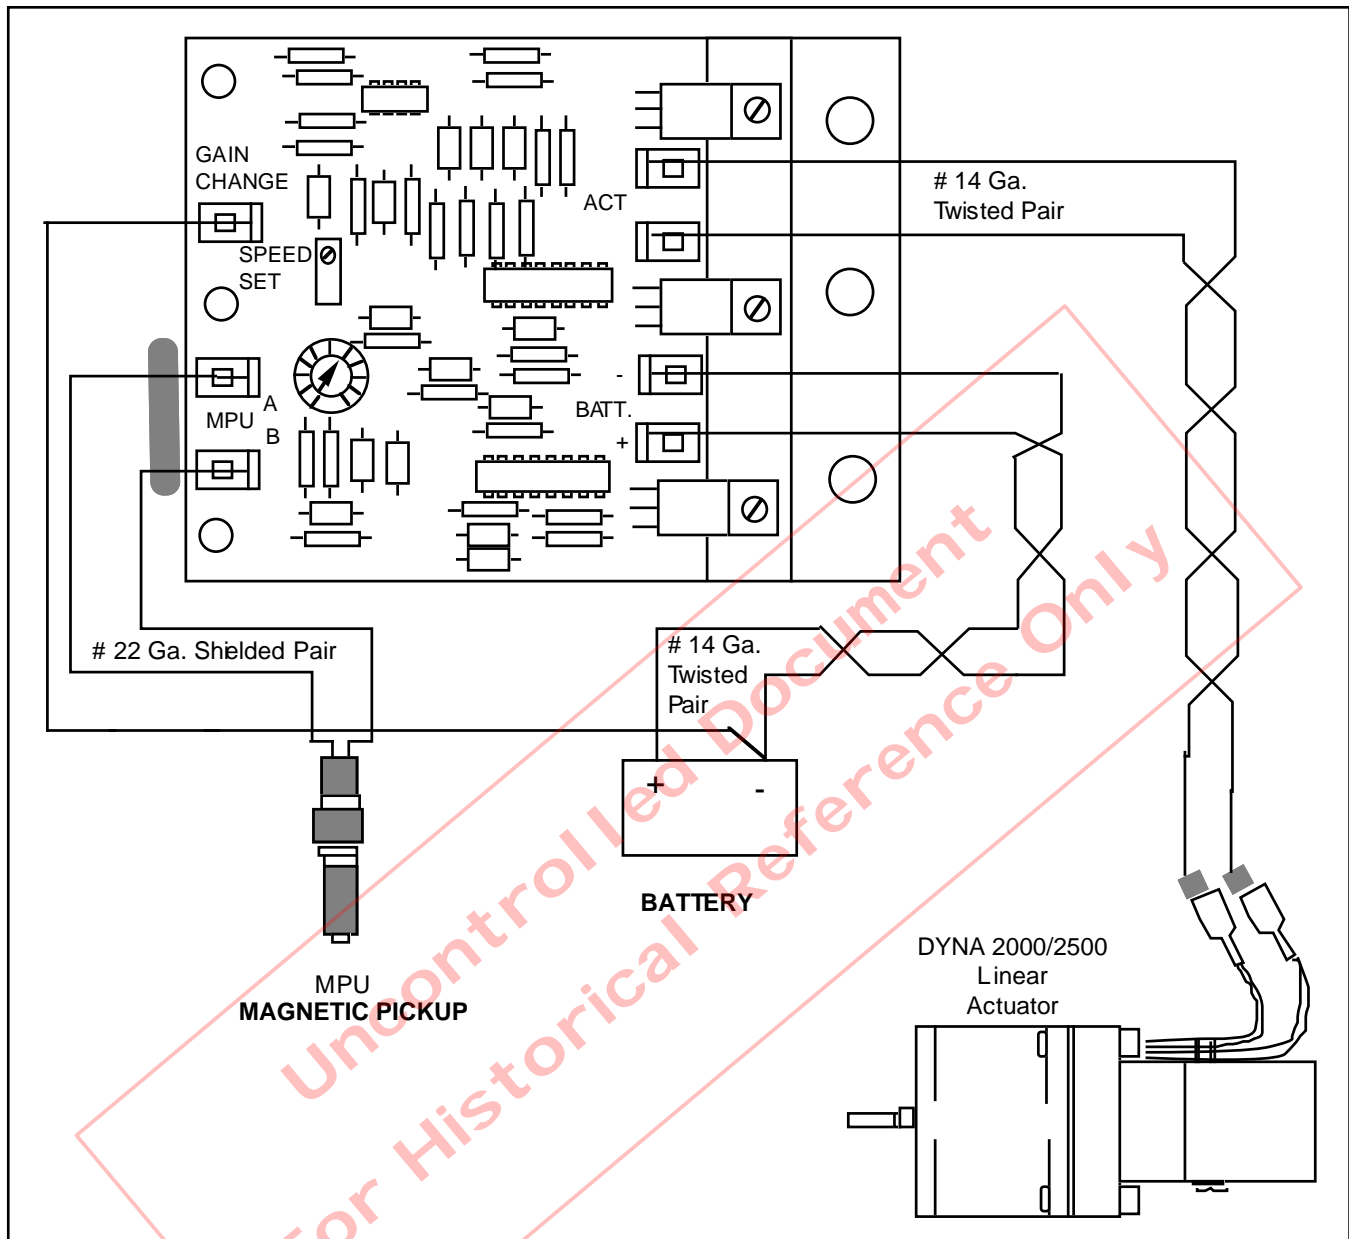 GAIN
CHANGE
SPEED
SET
ACT
# 14 Ga.
Twisted Pair
-
BATT.
+
A
MPU
B
# 22 Ga. Shielded Pair
# 14 Ga.
Twisted
Pair
+ -
BATTERY
MPU
MAGNETIC PICKUP
DYNA 2000/2500
Linear
Actuator
Uncontrolled Document
For Historical Reference Only